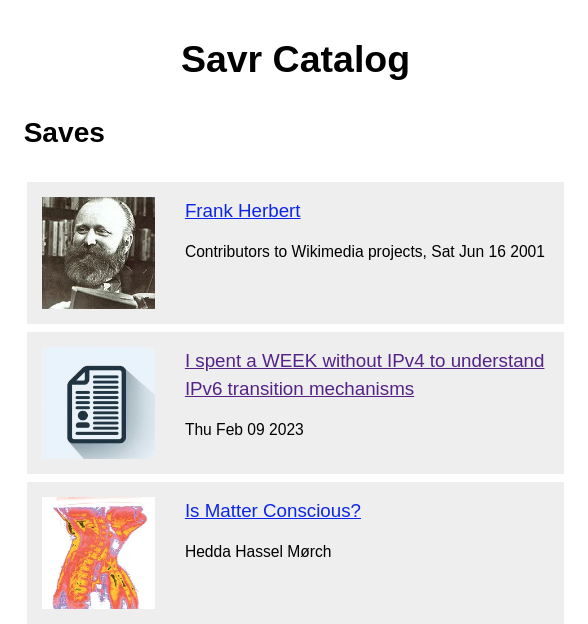 Savr Catalog
Saves
Frank Herbert
Contributors to Wikimedia projects, Sat Jun 16 2001
I spent a WEEK without IPv4 to understand
IPv6 transition mechanisms
Thu Feb 09 2023
Is Matter Conscious?
Hedda Hassel Mørch